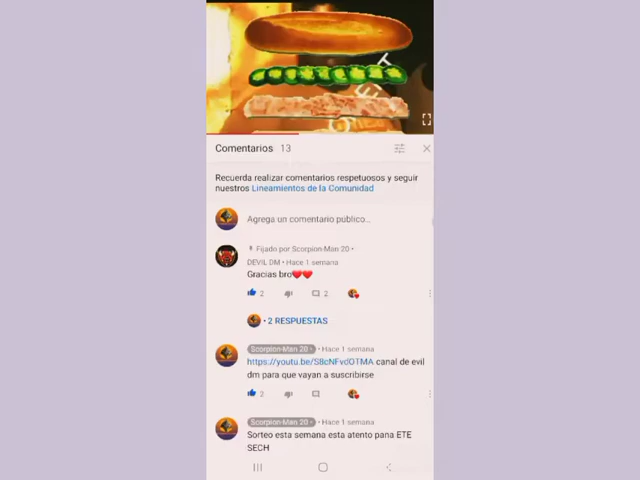 Comentarios 13
Recuerda realizar comentarios respetuosos y seguir
nuestros Lineamientos de la Comunidad
Agrega un comentario público...
Fijado por Scorpion-Man 20 •
DEVIL DM • Hace 1 semana
Gracias bro❤️❤️
2 2
• 2 RESPUESTAS
Scorpion-Man 20 • • Hace 1 semana
https://youtu.be/S8cNFvdOTMA canal de evil
dm para que vayan a suscribirse
2
Scorpion-Man 20 • • Hace 1 semana
Sorteo esta semana esta atento pana ETE
SECH